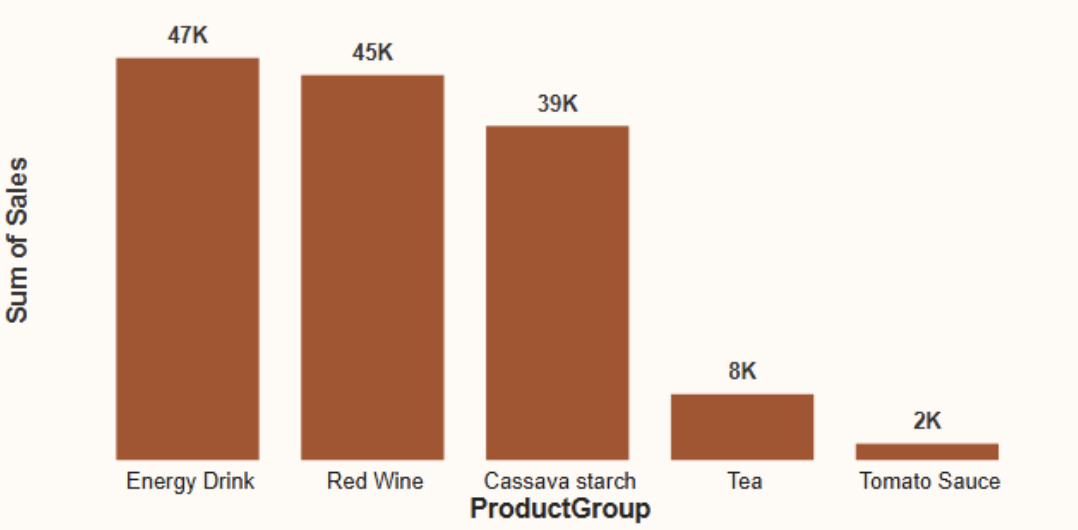 47K
45K
39K
8K
2K
Sum of Sales
Energy Drink Red Wine Cassava starch Tea Tomato Sauce
ProductGroup